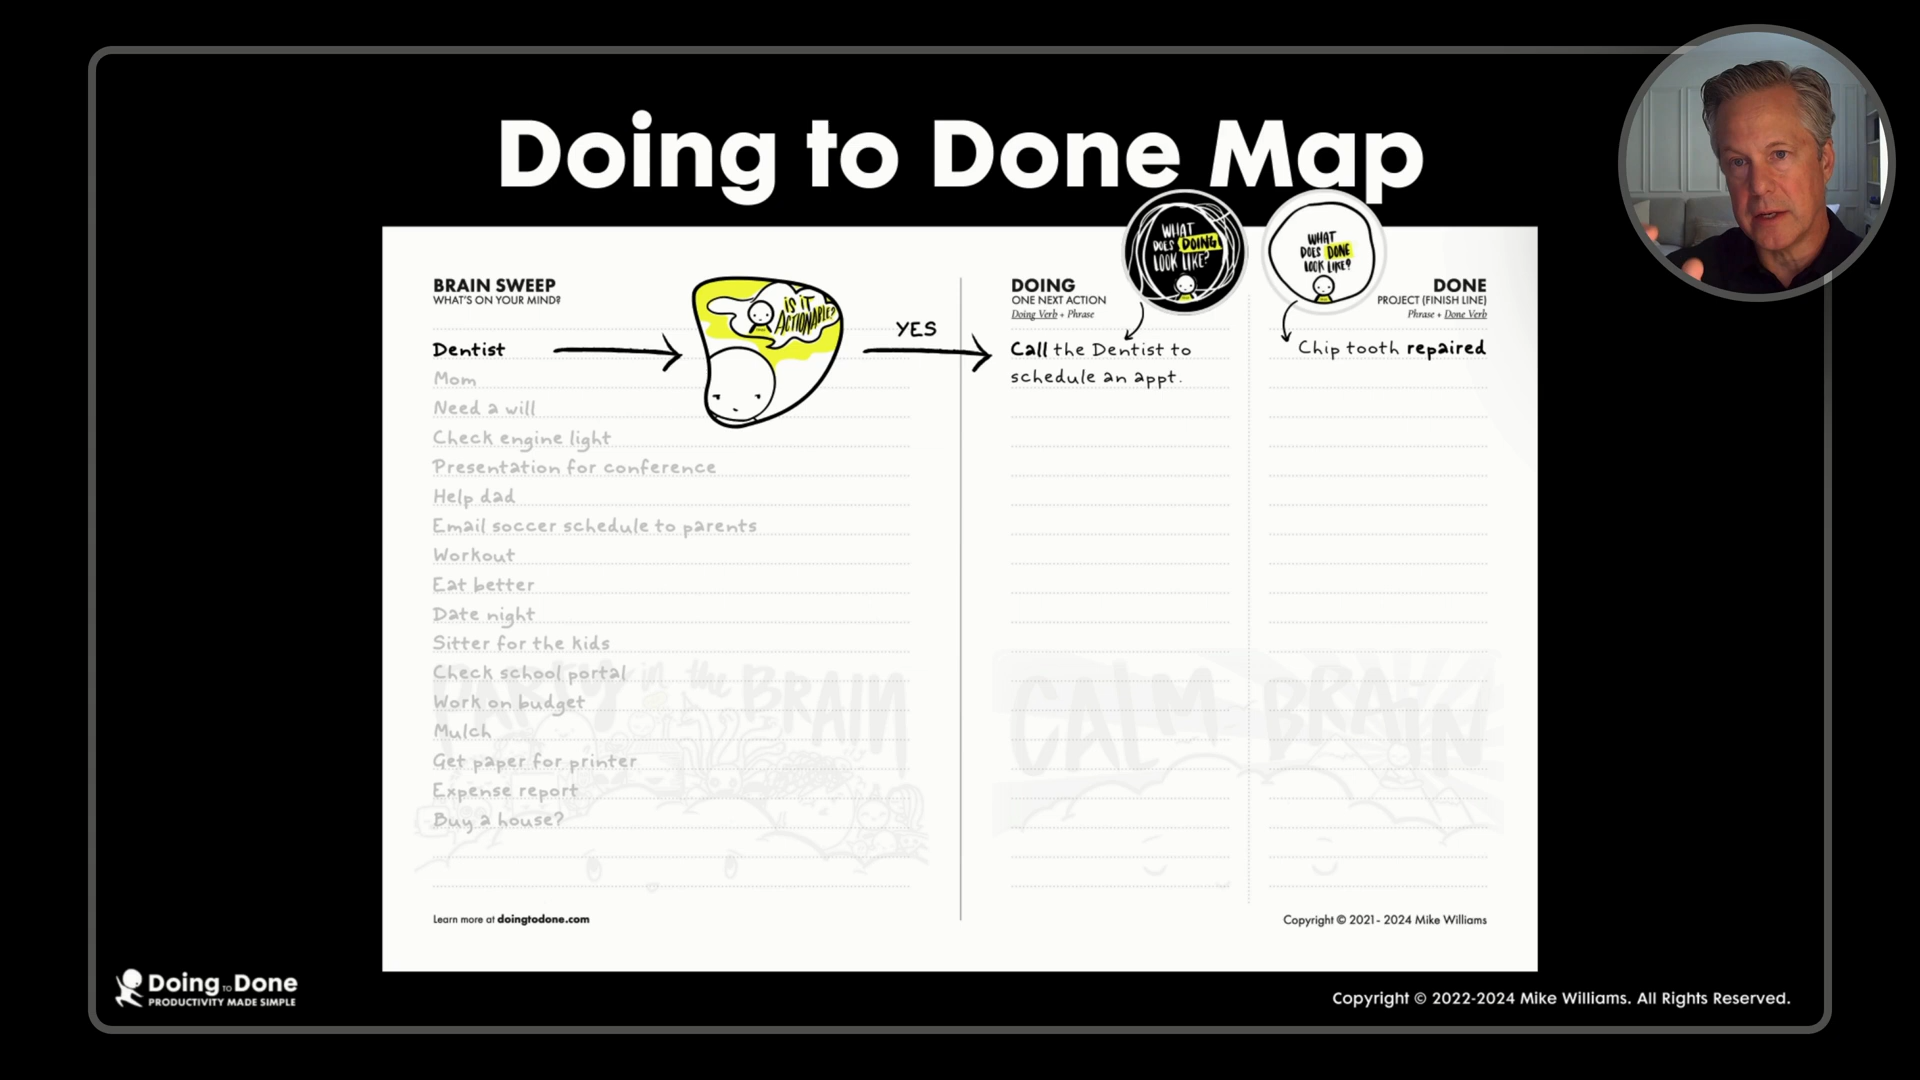 Doing to Done Map
BRAIN SWEEP
WHAT'S ON YOUR MIND?
IS IT
ACTIONABLE?
YES
WHAT
DOES DOING
LOOK LIKE?
WHAT
DOES DONE
LOOK LIKE?
DOING
ONE NEXT ACTION
Doing Verb + Phrase
DONE
PROJECT (FINISH LINE)
Phrase + Done Verb
Dentist
Call the Dentist to
schedule an appt.
Chip tooth repaired
Mom
Need a will
Check engine light
Presentation for conference
Help dad
Email soccer schedule to parents
Workout
Eat better
Date night
Sitter for the kids
Check school portal
Work on budget
Mulch
Get paper for printer
Expense report
Buy a house?
PARTY in the BRAIN
CALM BRAIN
Learn more at doingtodone.com
Copyright © 2021- 2024 Mike Williams
Doing TO Done
PRODUCTIVITY MADE SIMPLE
Copyright © 2022-2024 Mike Williams. All Rights Reserved.